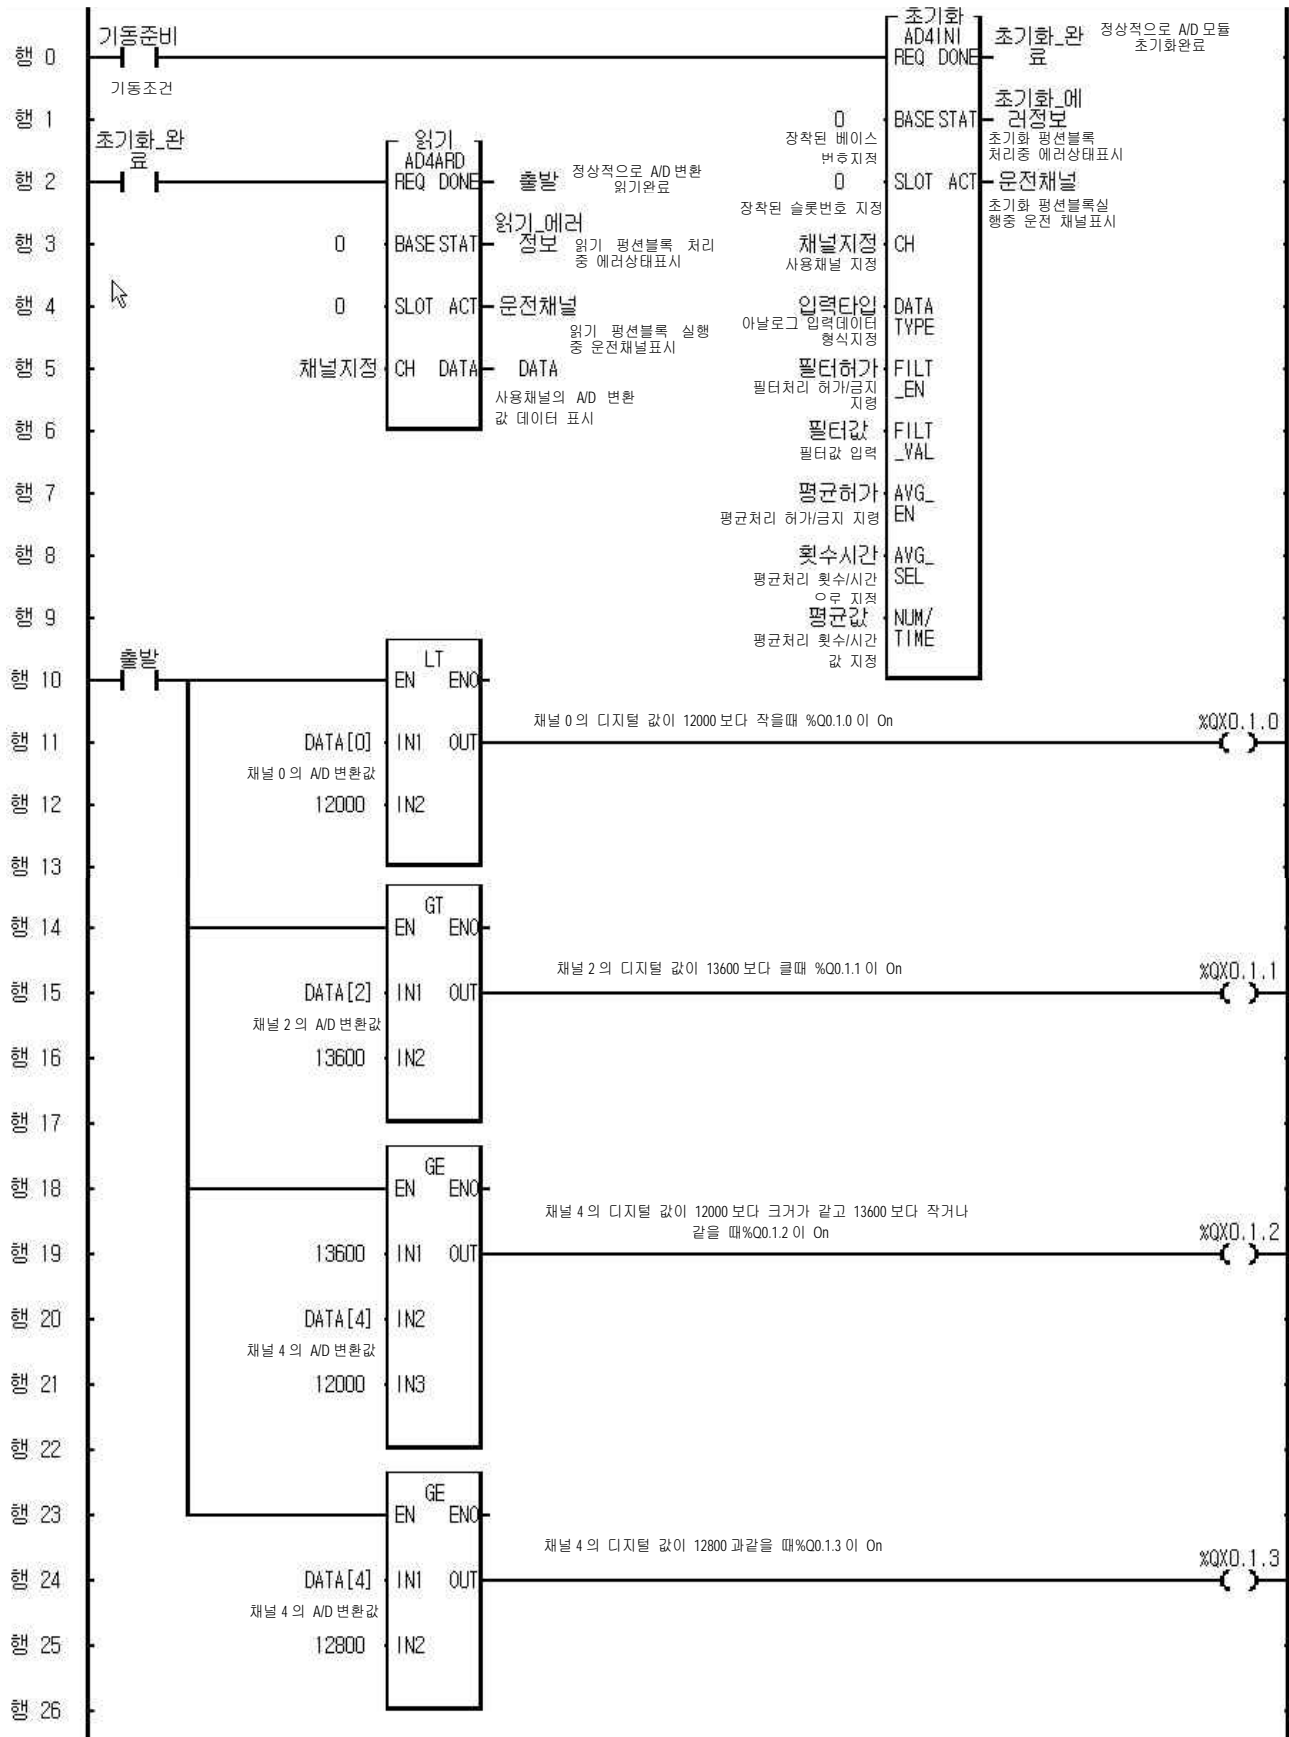 행 0
기동준비
기동조건
초기화
AD4INI
REQ DONE
초기화_완
료
정상적으로 A/D 모듈
초기화완료
행 1
0
장착된 베이스
번호지정
BASE STAT
초기화_에
러정보
초기화 펑션블록
처리중 에러상태표시
행 2
초기화_완
료
읽기
AD4ARD
REQ DONE
출발
정상적으로 A/D 변환
읽기완료
0
장착된 슬롯번호 지정
SLOT ACT
운전채널
초기화 펑션블록실
행중 운전 채널표시
행 3
0
BASE STAT
읽기_에러
정보
읽기 펑션블록 처리
중 에러상태표시
채널지정
사용채널 지정
CH
행 4
0
SLOT ACT
운전채널
읽기 펑션블록 실행
중 운전채널표시
입력타입
아날로그 입력데이터
형식지정
DATA
TYPE
행 5
채널지정
CH DATA
DATA
사용채널의 A/D 변환
값 데이터 표시
필터허가
필터처리 허가/금지
지령
FILT
_EN
행 6
필터값
필터값 입력
FILT
_VAL
행 7
평균허가
평균처리 허가/금지 지령
AVG_
EN
행 8
횟수시간
평균처리 횟수/시간
으로 지정
AVG_
SEL
행 9
평균값
평균처리 횟수/시간
값 지정
NUM/
TIME
행 10
출발
LT
EN ENO
행 11
DATA[0]
채널 0 의 A/D 변환값
IN1 OUT
채널 0 의 디지털 값이 12000 보다 작을때 %Q0.1.0 이 On
%QX0.1.0
행 12
12000
IN2
행 13
행 14
GT
EN ENO
행 15
DATA[2]
채널 2 의 A/D 변환값
IN1 OUT
채널 2 의 디지털 값이 13600 보다 클때 %Q0.1.1 이 On
%QX0.1.1
행 16
13600
IN2
행 17
행 18
GE
EN ENO
행 19
13600
IN1 OUT
채널 4 의 디지털 값이 12000 보다 크거가 같고 13600 보다 작거나
같을 때%Q0.1.2 이 On
%QX0.1.2
행 20
DATA[4]
채널 4 의 A/D 변환값
IN2
행 21
12000
IN3
행 22
행 23
GE
EN ENO
행 24
DATA[4]
채널 4 의 A/D 변환값
IN1 OUT
채널 4 의 디지털 값이 12800 과같을 때%Q0.1.3 이 On
%QX0.1.3
행 25
12800
IN2
행 26